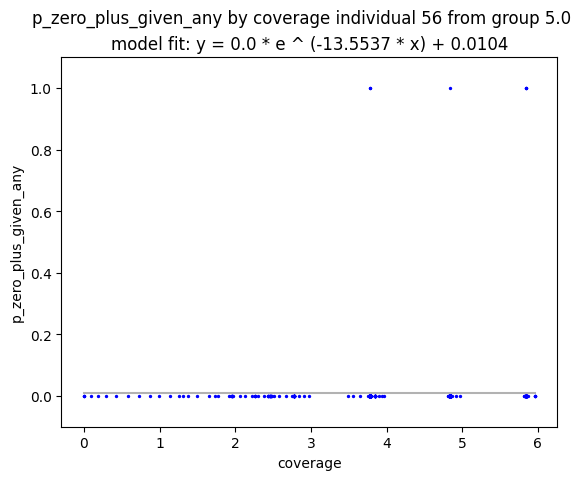 p_zero_plus_given_any by coverage individual 56 from group 5.0
model fit: y = 0.0 * e ^ (-13.5537 * x) + 0.0104
1.0
0.8
0.6
0.4
0.2
0.0
p_zero_plus_given_any
0 1 2 3 4 5 6
coverage